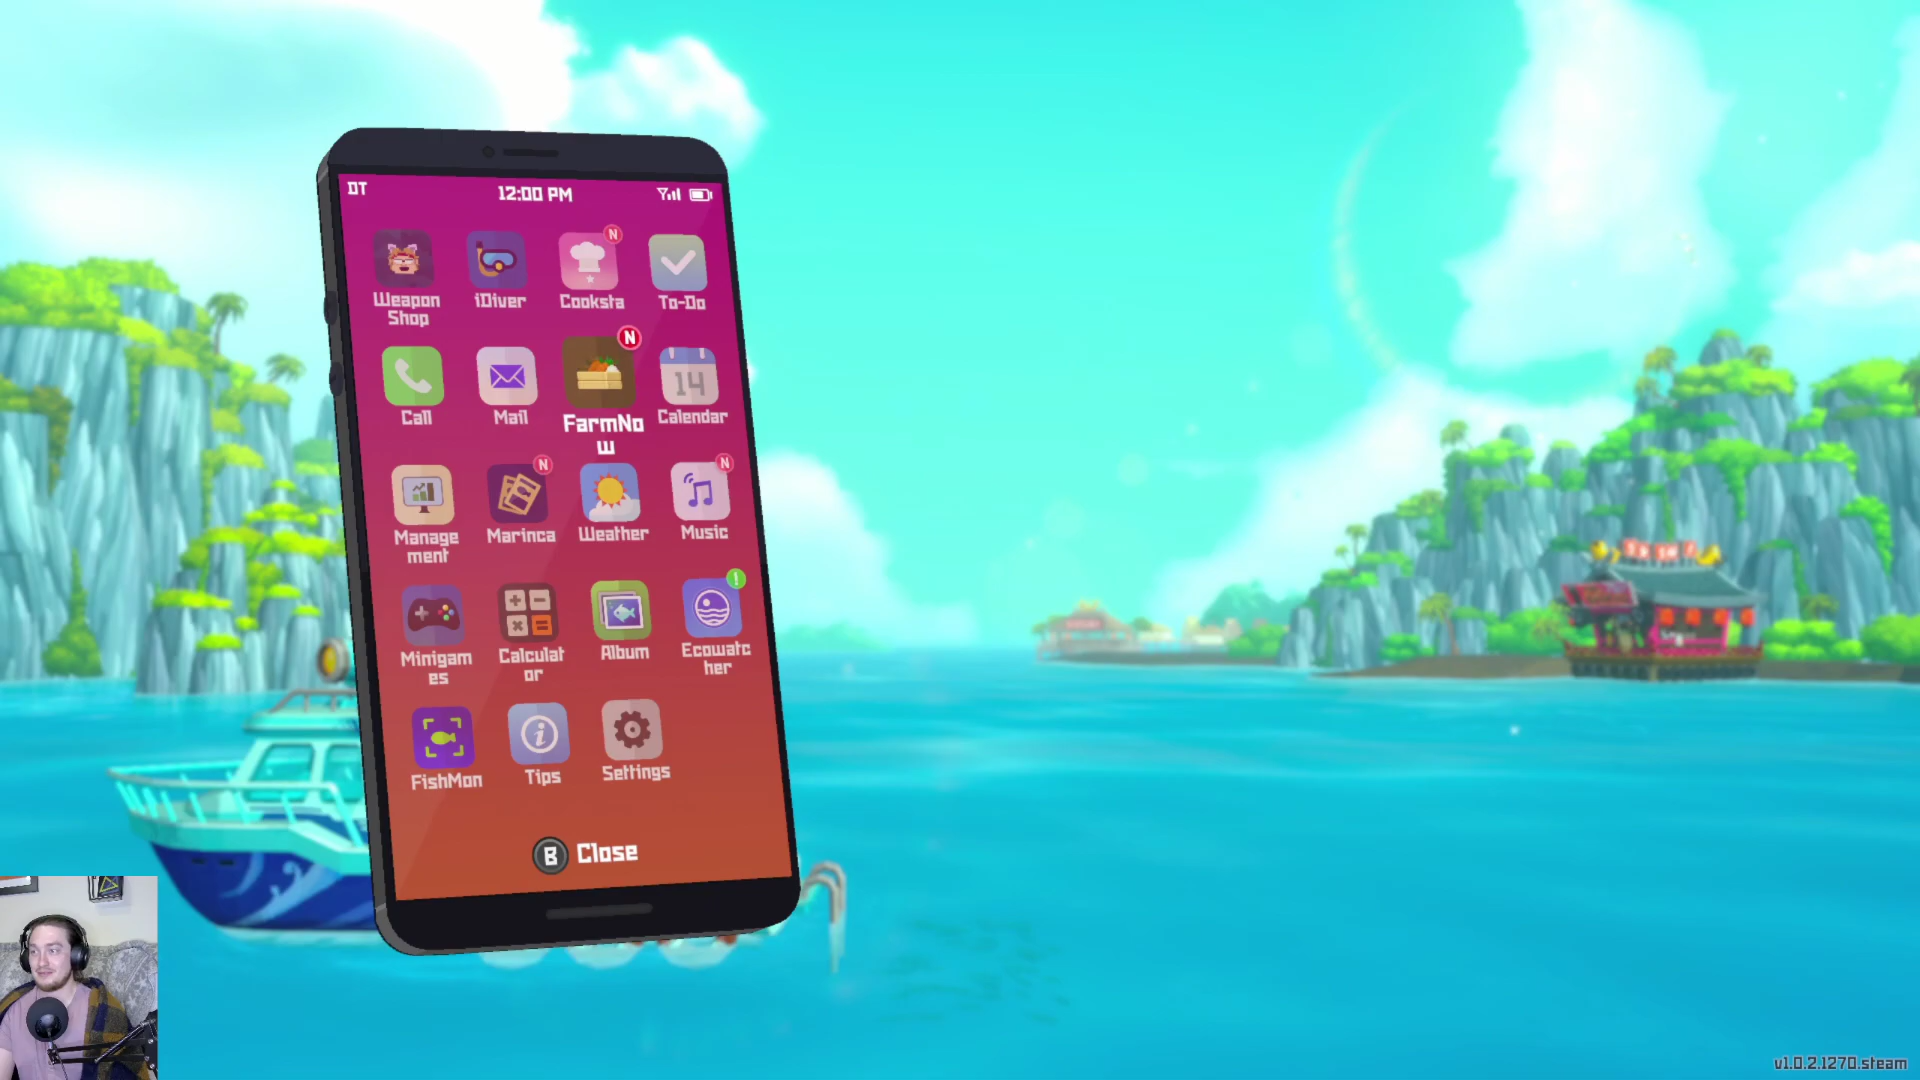 DT
12:00 PM
N
Weapon
Shop
iDiver
Cooksta
To-Do
N
Call
Mail
FarmNo
w
14
Calendar
N
N
Manage
ment
Marinca
Weather
Music
!
Minigam
es
Calculat
or
Album
Ecowatc
her
FishMon
Tips
Settings
B Close
v1.0.2.1270.steam